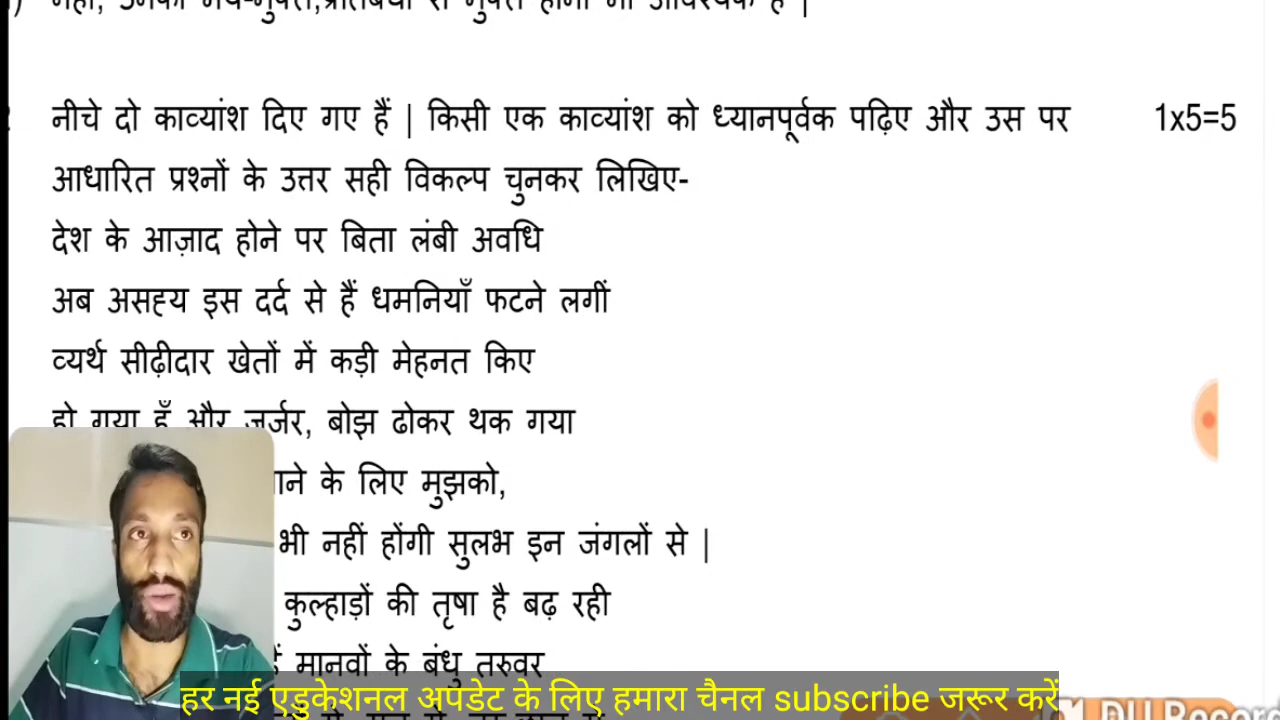 नीचे दो काव्यांश दिए गए हैं | किसी एक काव्यांश को ध्यानपूर्वक पढ़िए और उस पर 1x5=5
आधारित प्रश्नों के उत्तर सही विकल्प चुनकर लिखिए-
देश के आज़ाद होने पर बिता लंबी अवधि
अब असह्य इस दर्द से हैं धमनियाँ फटने लगीं
व्यर्थ सीढ़ीदार खेतों में कड़ी मेहनत किए
हो गया हूँ और जर्जर, बोझ ढोकर थक गया
के लिए मुझको,
भी नहीं होंगी सुलभ इन जंगलों से |
कुल्हाड़ों की तृषा है बढ़ रही
मानवों के बंधु तरुवर
हर नई एडुकेशनल अपडेट के लिए हमारा चैनल subscribe जरूर करें